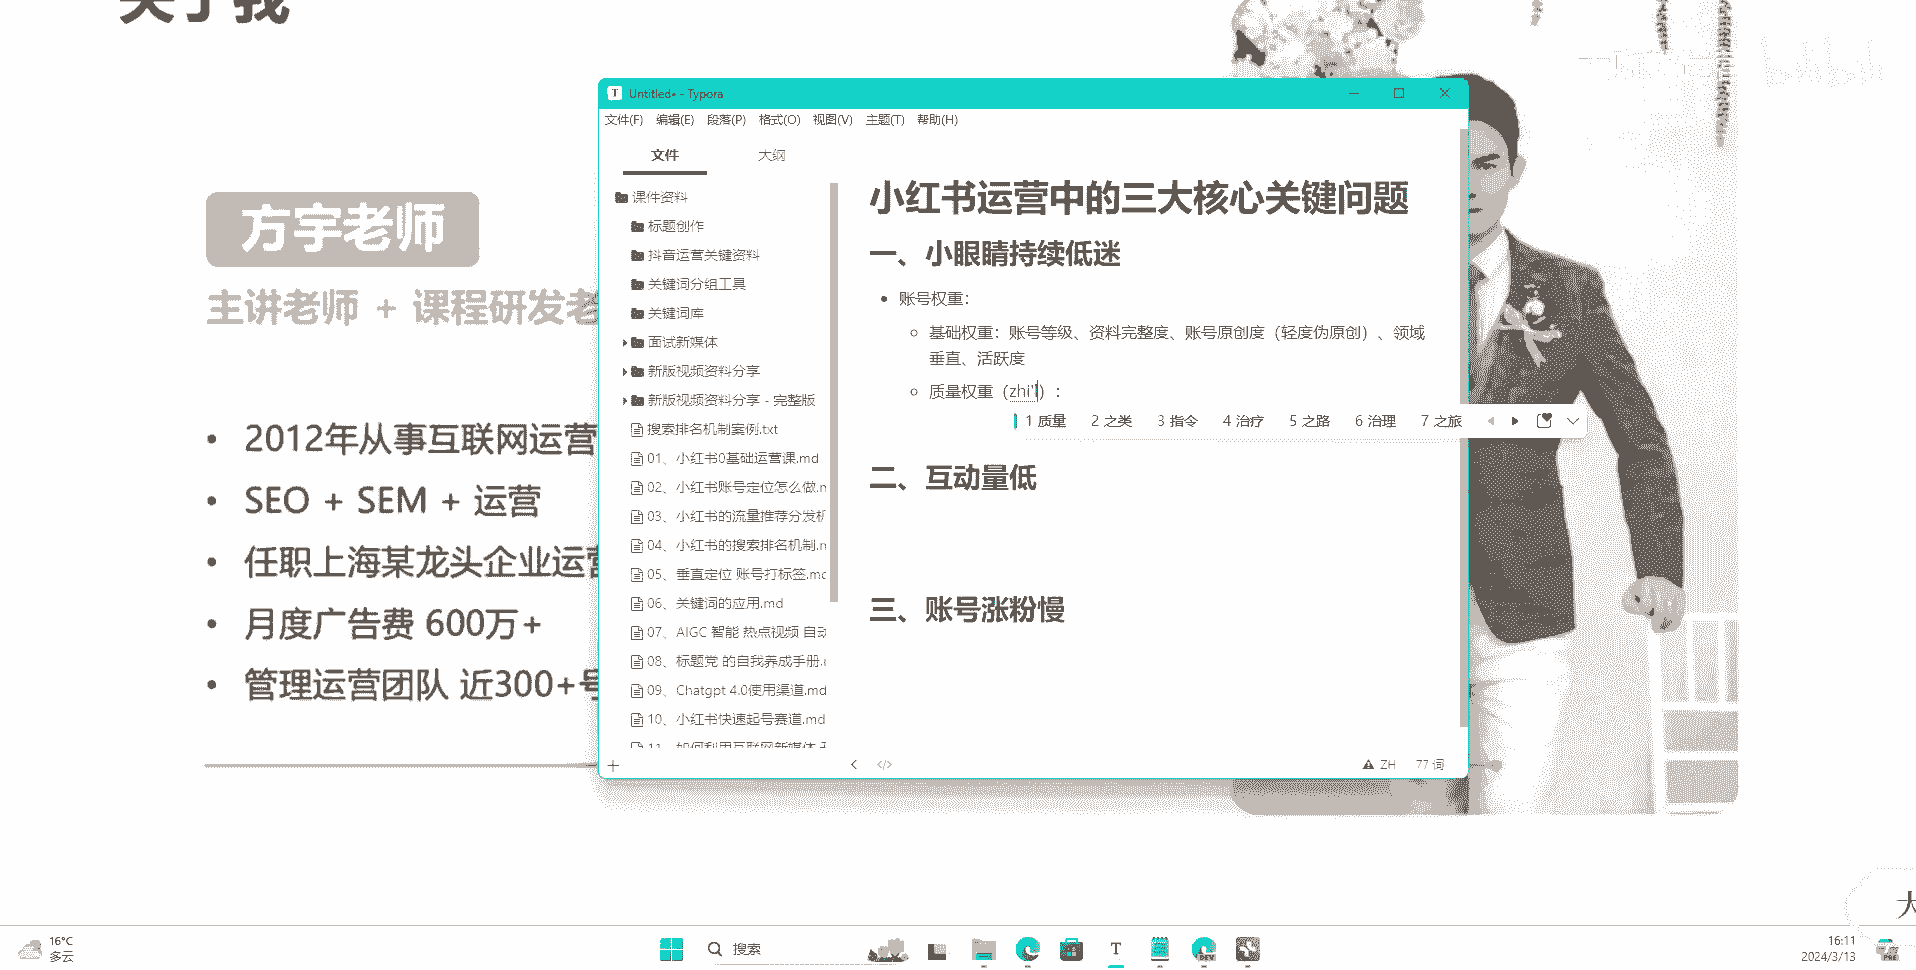 关于我
方宇老师
主讲老师 + 课程研发老
2012年从事互联网运营
SEO + SEM + 运营
任职上海某龙头企业运营
月度广告费 600万+
管理运营团队 近300+号
Untitled• - Typora
文件(F) 编辑(E) 段落(P) 格式(O) 视图(V) 主题(T) 帮助(H)
文件 大纲
课件资料
标题创作
抖音运营关键资料
关键词分组工具
关键词库
面试新媒体
新版视频资料分享
新版视频资料分享 - 完整版
搜索排名机制案例.txt
01、小红书0基础运营课.md
02、小红书账号定位怎么做.m
03、小红书的流量推荐分发机
04、小红书的搜索排名机制.m
05、垂直定位 账号打标签.md
06、关键词的应用.md
07、AIGC 智能 热点视频 自动
08、标题党 的自我养成手册.
09、Chatgpt 4.0使用渠道.md
10、小红书快速起号赛道.md
11、如何利用互联网新媒体
小红书运营中的三大核心关键问题
一、小眼睛持续低迷
账号权重：
基础权重：账号等级、资料完整度、账号原创度（轻度伪原创）、领域
垂直、活跃度
质量权重（zhi'l）：
1 质量 2 之类 3 指令 4 治疗 5 之路 6 治理 7 之旅
二、互动量低
三、账号涨粉慢
ZH 77 词
16°C
多云
搜索
T
DEV
16:11
2024/3/13
PRE
bilibili